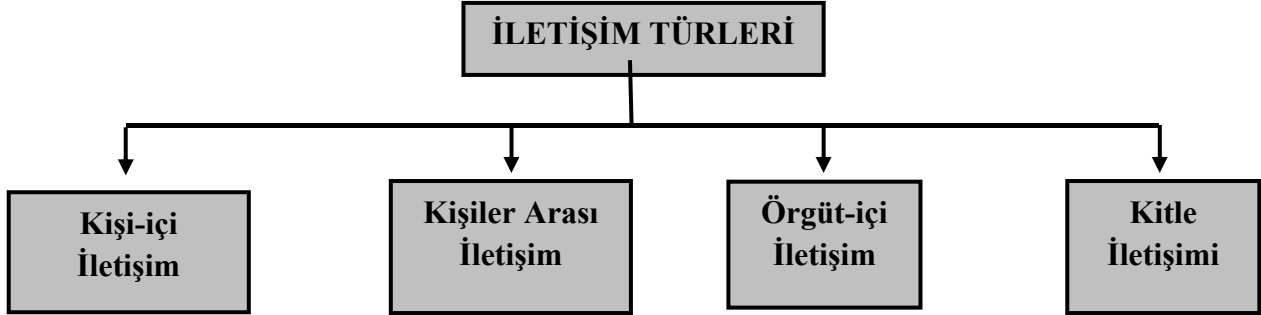 İLETİŞİM TÜRLERİ
Kişi-içi
İletişim
Kişiler Arası
İletişim
Örgüt-içi
İletişim
Kitle
İletişimi